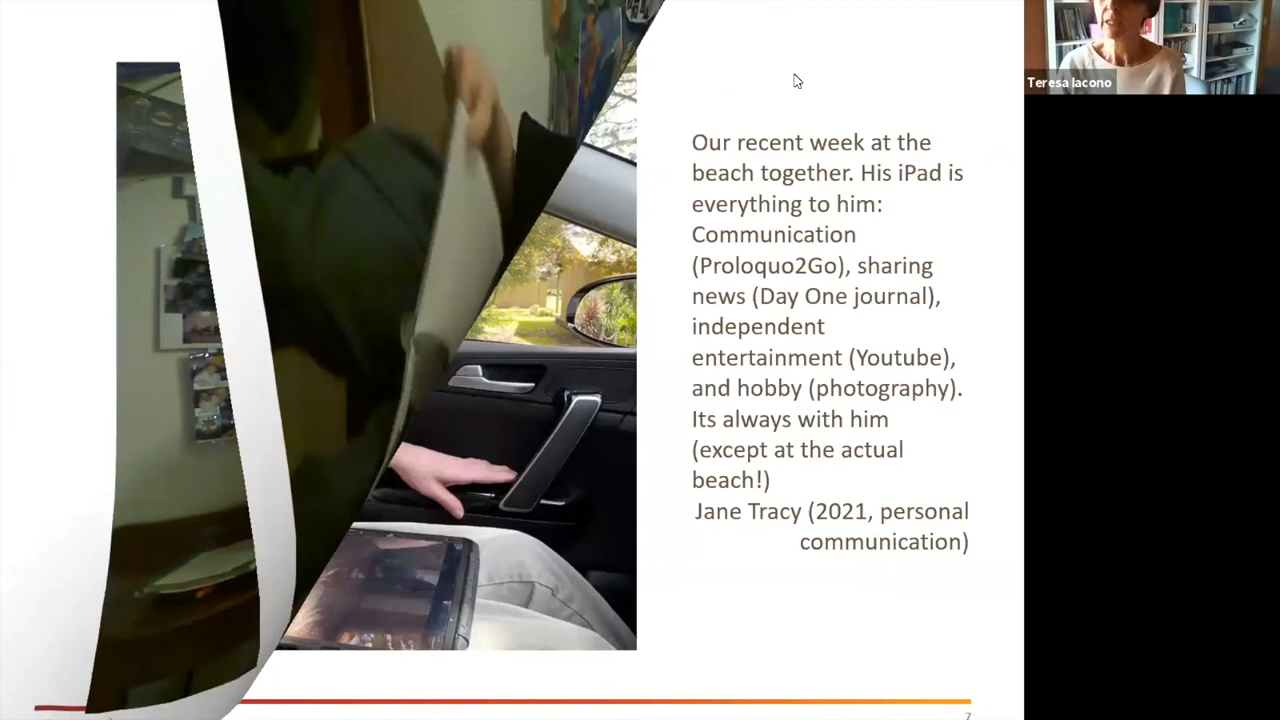 Teresa Iacono
Our recent week at the
beach together. His iPad is
everything to him:
Communication
(Proloquo2Go), sharing
news (Day One journal),
independent
entertainment (Youtube),
and hobby (photography).
Its always with him
(except at the actual
beach!)
Jane Tracy (2021, personal
communication)
7